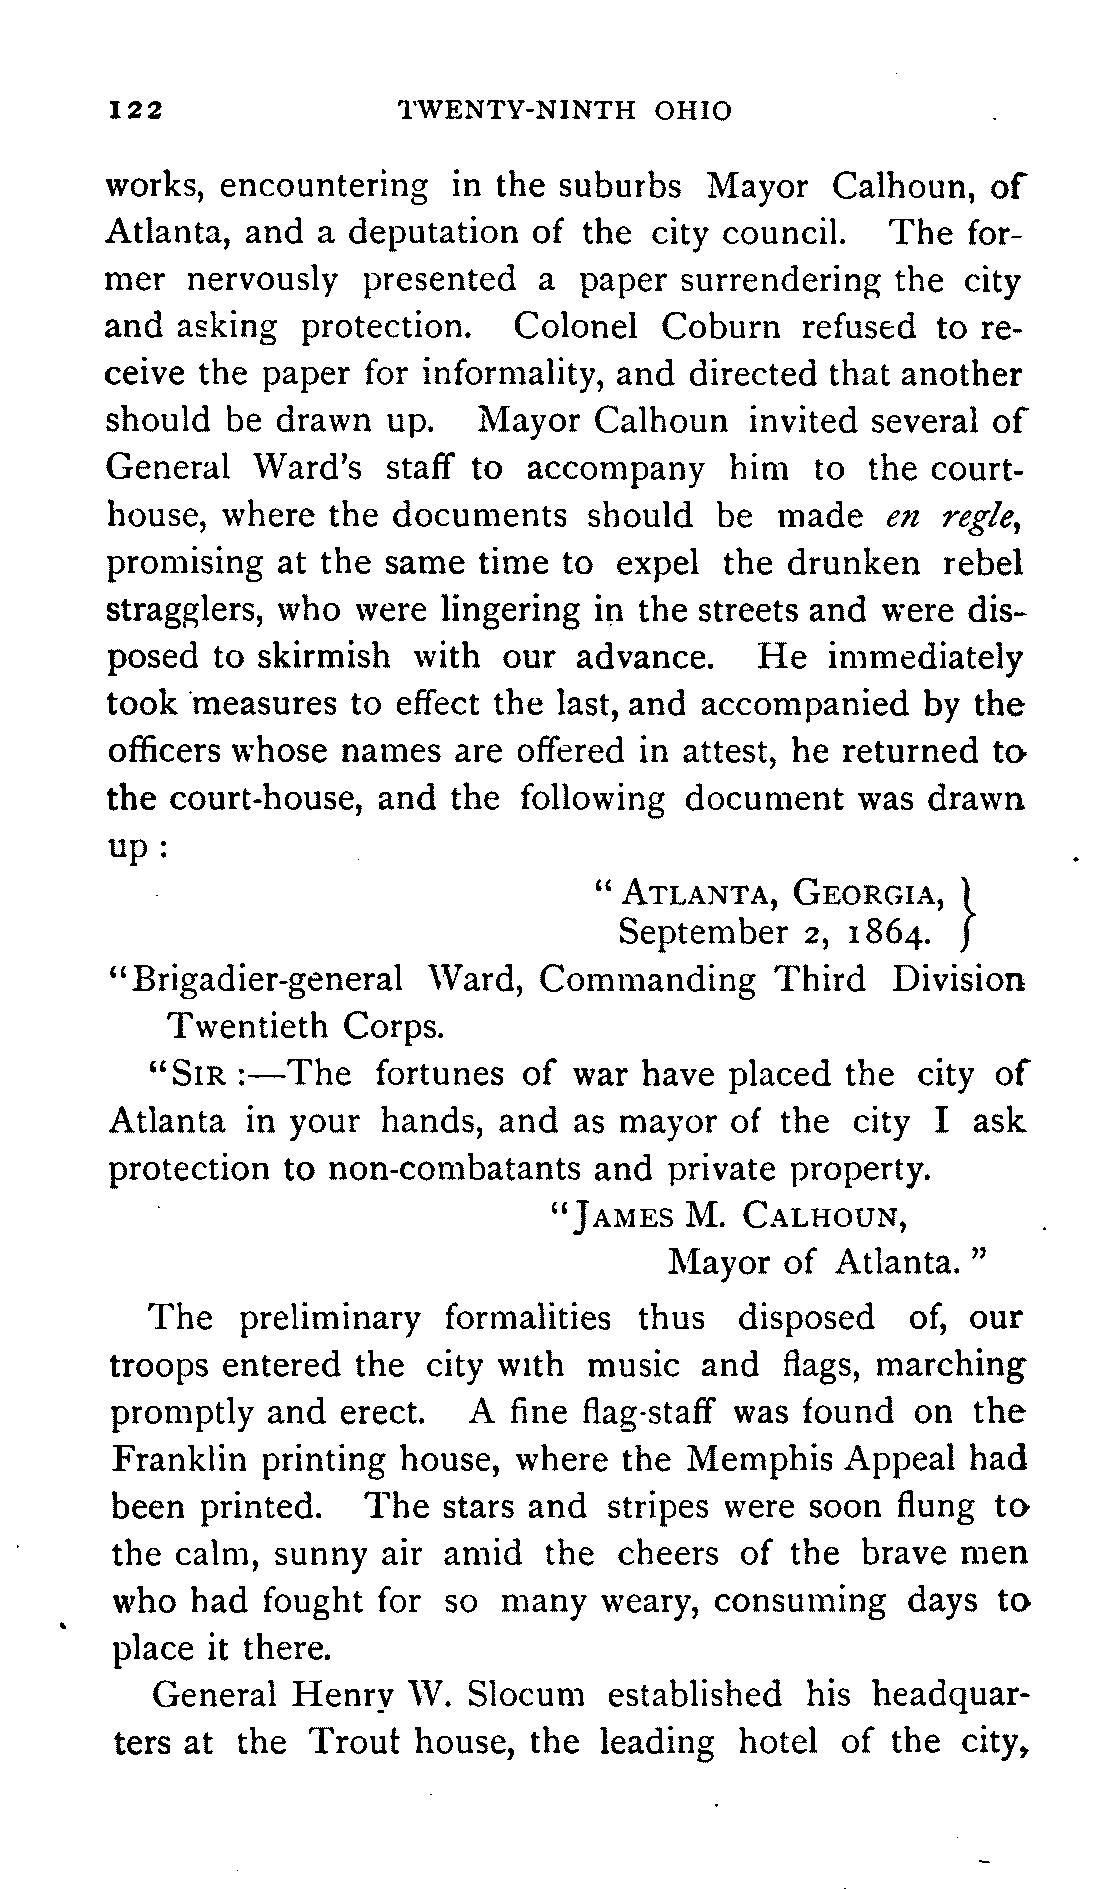 122 TWENTY-NINTH OHIO
works, encountering in the suburbs Mayor Calhoun, of
Atlanta, and a deputation of the city council. The for-
mer nervously presented a paper surrendering the city
and asking protection. Colonel Coburn refused to re-
ceive the paper for informality, and directed that another
should be drawn up. Mayor Calhoun invited several of
General Ward's staff to accompany him to the court-
house, where the documents should be made en regle,
promising at the same time to expel the drunken rebel
stragglers, who were lingering in the streets and were dis-
posed to skirmish with our advance. He immediately
took measures to effect the last, and accompanied by the
officers whose names are offered in attest, he returned to
the court-house, and the following document was drawn
up :
" ATLANTA, GEORGIA, }
September 2, 1864. }
"Brigadier-general Ward, Commanding Third Division
Twentieth Corps.
"SIR :—The fortunes of war have placed the city of
Atlanta in your hands, and as mayor of the city I ask
protection to non-combatants and private property.
"JAMES M. CALHOUN,
Mayor of Atlanta. "
The preliminary formalities thus disposed of, our
troops entered the city with music and flags, marching
promptly and erect. A fine flag-staff was found on the
Franklin printing house, where the Memphis Appeal had
been printed. The stars and stripes were soon flung to
the calm, sunny air amid the cheers of the brave men
who had fought for so many weary, consuming days to
place it there.
General Henry W. Slocum established his headquar-
ters at the Trout house, the leading hotel of the city,